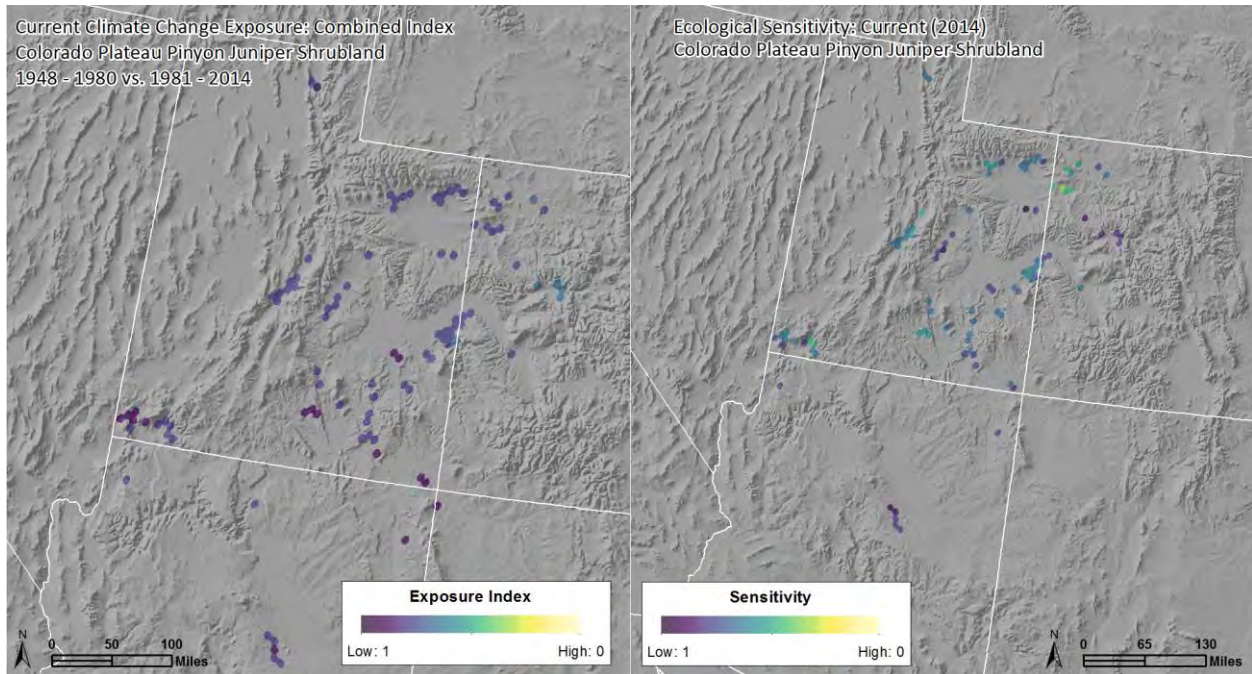 Current Climate Change Exposure: Combined Index
Colorado Plateau Pinyon Juniper Shrubland
1948 - 1980 vs. 1981 - 2014
Exposure Index
Low: 1 High: 0
N
0 50 100
Miles
Ecological Sensitivity: Current (2014)
Colorado Plateau Pinyon Juniper Shrubland
Sensitivity
Low: 1 High: 0
N
0 65 130
Miles